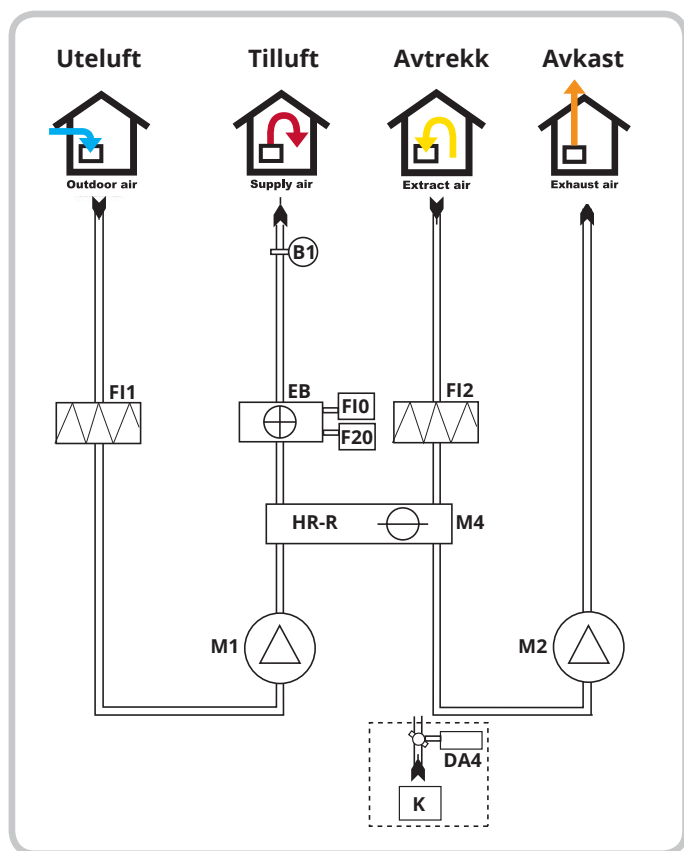 Uteluft Tilluft Avtrekk Avkast
Outdoor air Supply air Extract air Exhaust air
B1
FI1 EB FI2
FI0
F20
HR-R M4
M1 M2
DA4
K